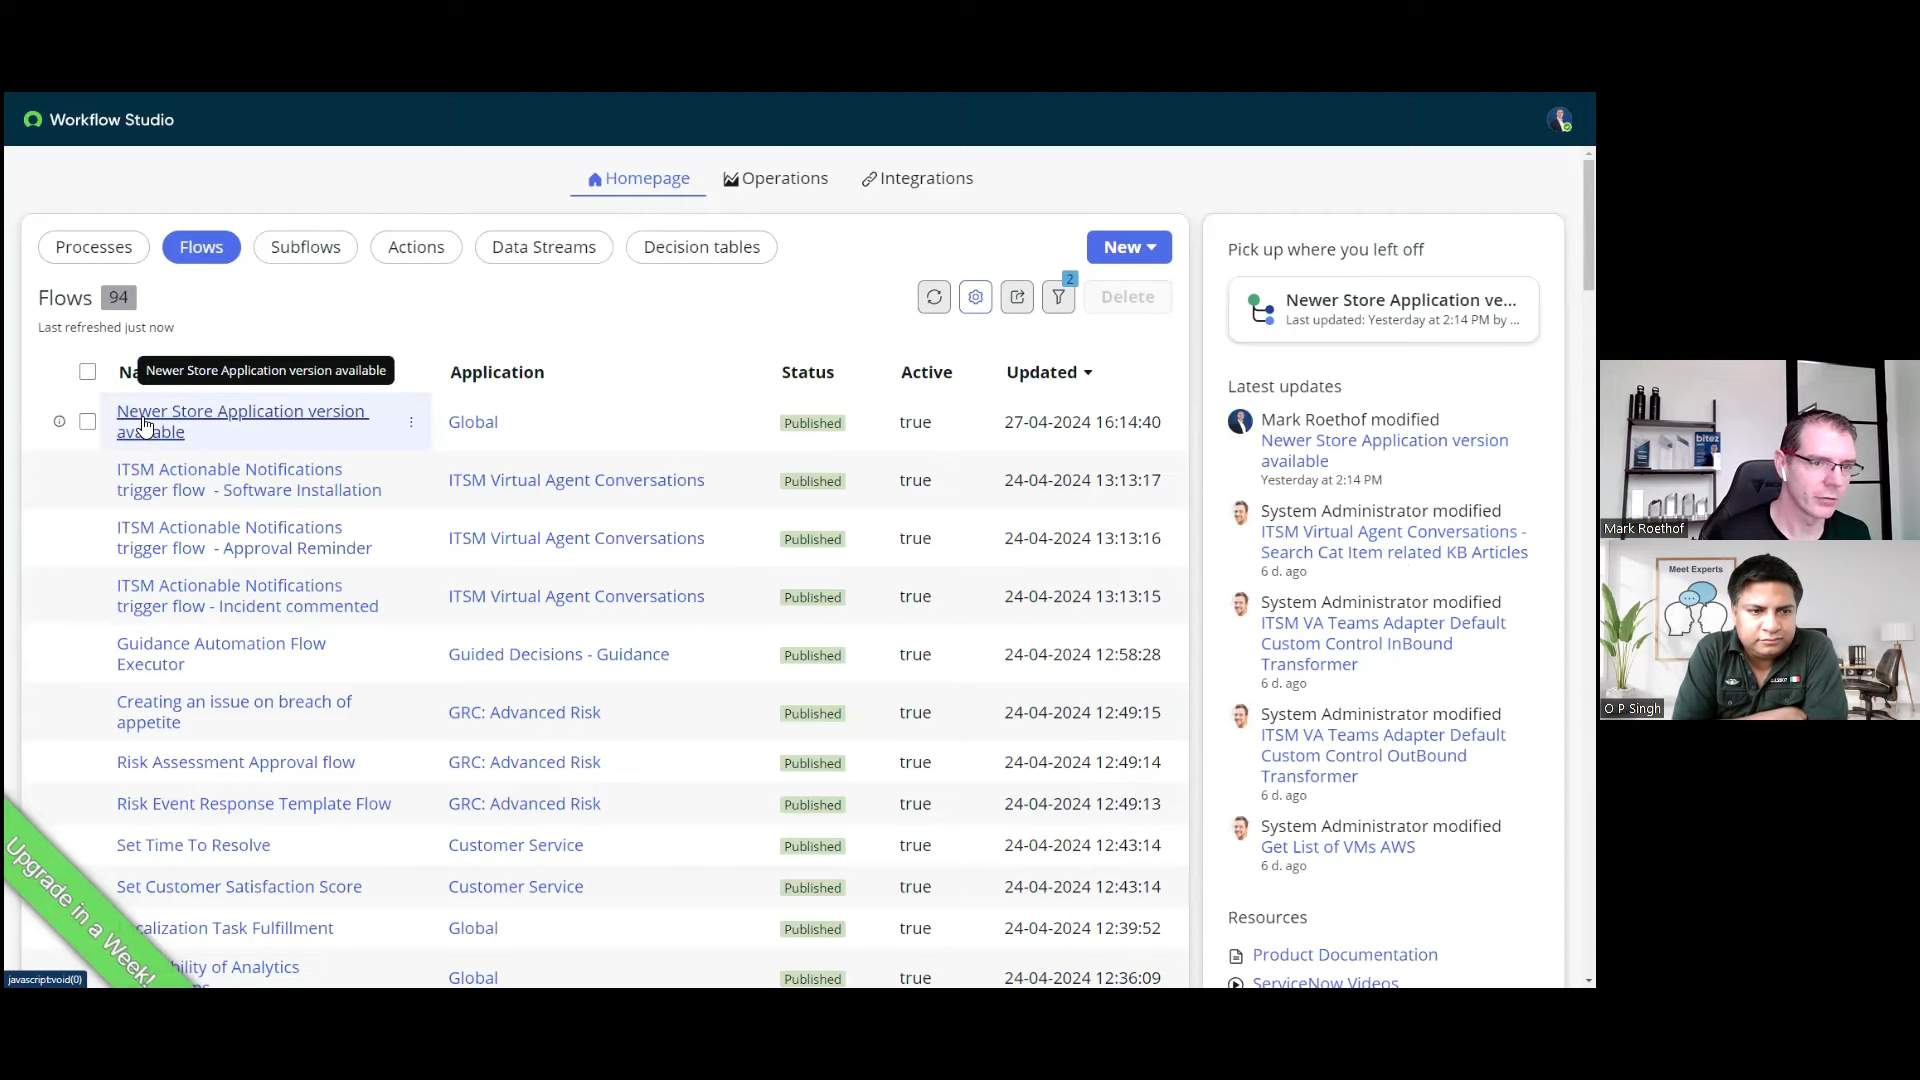 Workflow Studio
Homepage
Operations
Integrations
Processes
Flows
Subflows
Actions
Data Streams
Decision tables
New
Flows 94
2
Delete
Last refreshed just now
Newer Store Application version available
Application
Status
Active
Updated
Newer Store Application version
Global
Published
true
27-04-2024 16:14:40
ITSM Actionable Notifications
trigger flow - Software Installation
ITSM Virtual Agent Conversations
Published
true
24-04-2024 13:13:17
ITSM Actionable Notifications
trigger flow - Approval Reminder
ITSM Virtual Agent Conversations
Published
true
24-04-2024 13:13:16
ITSM Actionable Notifications
trigger flow - Incident commented
ITSM Virtual Agent Conversations
Published
true
24-04-2024 13:13:15
Guidance Automation Flow
Executor
Guided Decisions - Guidance
Published
true
24-04-2024 12:58:28
Creating an issue on breach of
appetite
GRC: Advanced Risk
Published
true
24-04-2024 12:49:15
Risk Assessment Approval flow
GRC: Advanced Risk
Published
true
24-04-2024 12:49:14
Risk Event Response Template Flow
GRC: Advanced Risk
Published
true
24-04-2024 12:49:13
Set Time To Resolve
Customer Service
Published
true
24-04-2024 12:43:14
Set Customer Satisfaction Score
Customer Service
Published
true
24-04-2024 12:43:14
Task Fulfillment
Global
Published
true
24-04-2024 12:39:52
of Analytics
Global
Published
true
24-04-2024 12:36:09
Upgrade in a Week!
javascript:void(0)
Pick up where you left off
Newer Store Application ve...
Last updated: Yesterday at 2:14 PM by ...
Latest updates
Mark Roethof modified
Newer Store Application version
available
Yesterday at 2:14 PM
System Administrator modified
ITSM Virtual Agent Conversations -
Search Cat Item related KB Articles
6 d. ago
System Administrator modified
ITSM VA Teams Adapter Default
Custom Control InBound
Transformer
6 d. ago
System Administrator modified
ITSM VA Teams Adapter Default
Custom Control OutBound
Transformer
6 d. ago
System Administrator modified
Get List of VMs AWS
6 d. ago
Resources
Product Documentation
ServiceNow Videos
bitez
Mark Roethof
Meet Experts
O P Singh